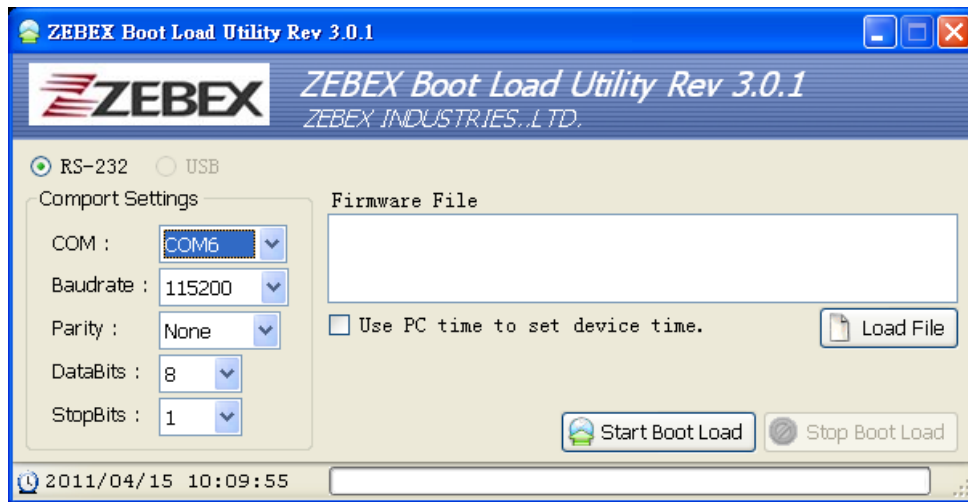 ZEBEX Boot Load Utility Rev 3.0.1
ZEBEX
ZEBEX Boot Load Utility Rev 3.0.1
ZEBEX INDUSTRIES.,LTD.
RS-232 USB
Comport Settings
Firmware File
COM : COM6
Baudrate : 115200
Parity : None
Use PC time to set device time.
Load File
DataBits : 8
StopBits : 1
Start Boot Load
Stop Boot Load
2011/04/15 10:09:55